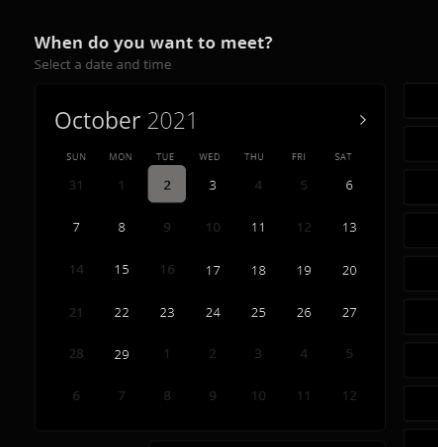 When do you want to meet?
Select a date and time
October 2021
SUN MON TUE WED THU FRI SAT
31 1 2 3 4 5 6
7 8 9 10 11 12 13
14 15 16 17 18 19 20
21 22 23 24 25 26 27
28 29 1 2 3 4 5
6 7 8 9 10 11 12